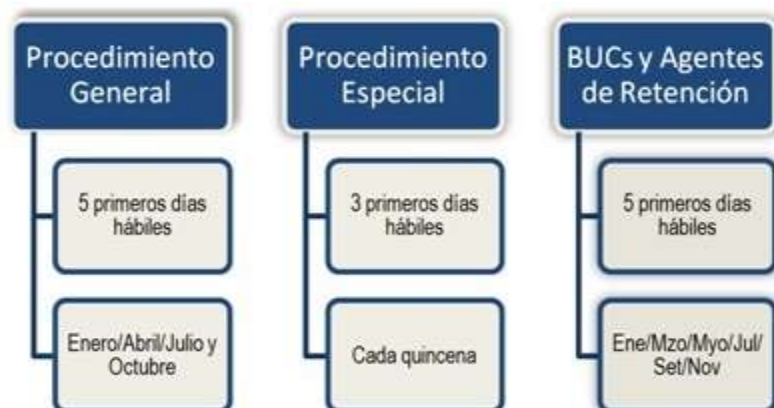 Procedimiento
General
5 primeros días
hábiles
Enero/Abril/Julio y
Octubre
Procedimiento
Especial
3 primeros días
hábiles
Cada quincena
BUCs y Agentes
de Retención
5 primeros días
hábiles
Ene/Mzo/Myo/Jul/
Set/Nov